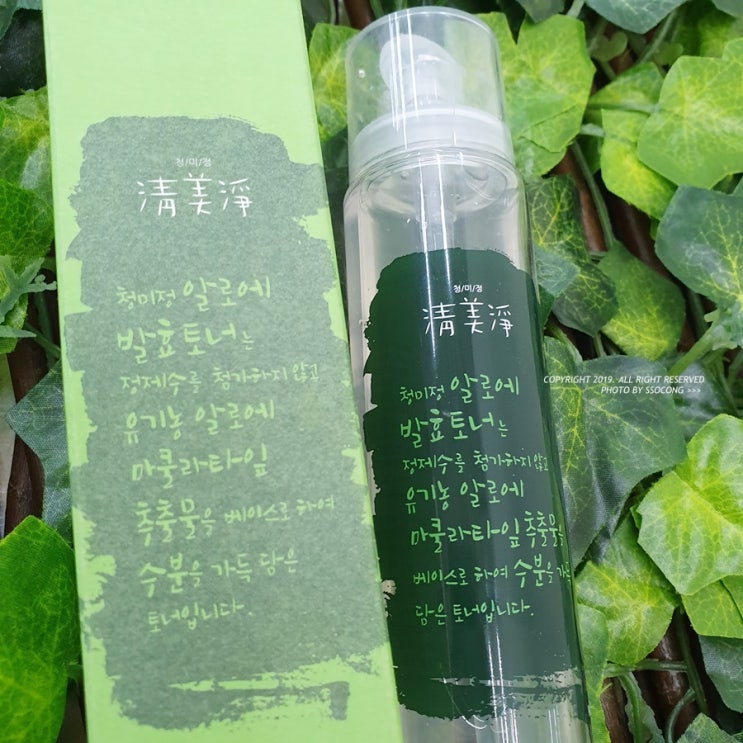 청/미/정
淸美淨
청미정 알로에
발효토너는
정제수를 첨가하지 않고
유기농 알로에
마쿨라타잎
추출물을 베이스로 하여
수분을 가득 담은
토너입니다.
청/미/정
淸美淨
청미정 알로에
발효토너는
정제수를 첨가하지 않고
유기농 알로에
마쿨라타잎 추출물을
베이스로 하여 수분을 가득
담은 토너입니다.
COPYRIGHT 2019. ALL RIGHT RESERVED
PHOTO BY SSOCONG >>>